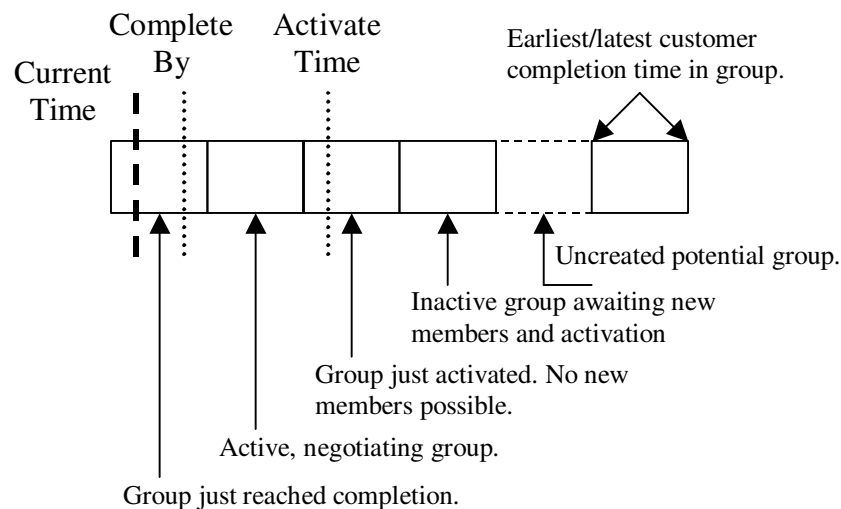 Complete
By
Activate
Time
Earliest/latest customer
completion time in group.
Current
Time
Uncreated potential group.
Inactive group awaiting new
members and activation
Group just activated. No new
members possible.
Active, negotiating group.
Group just reached completion.